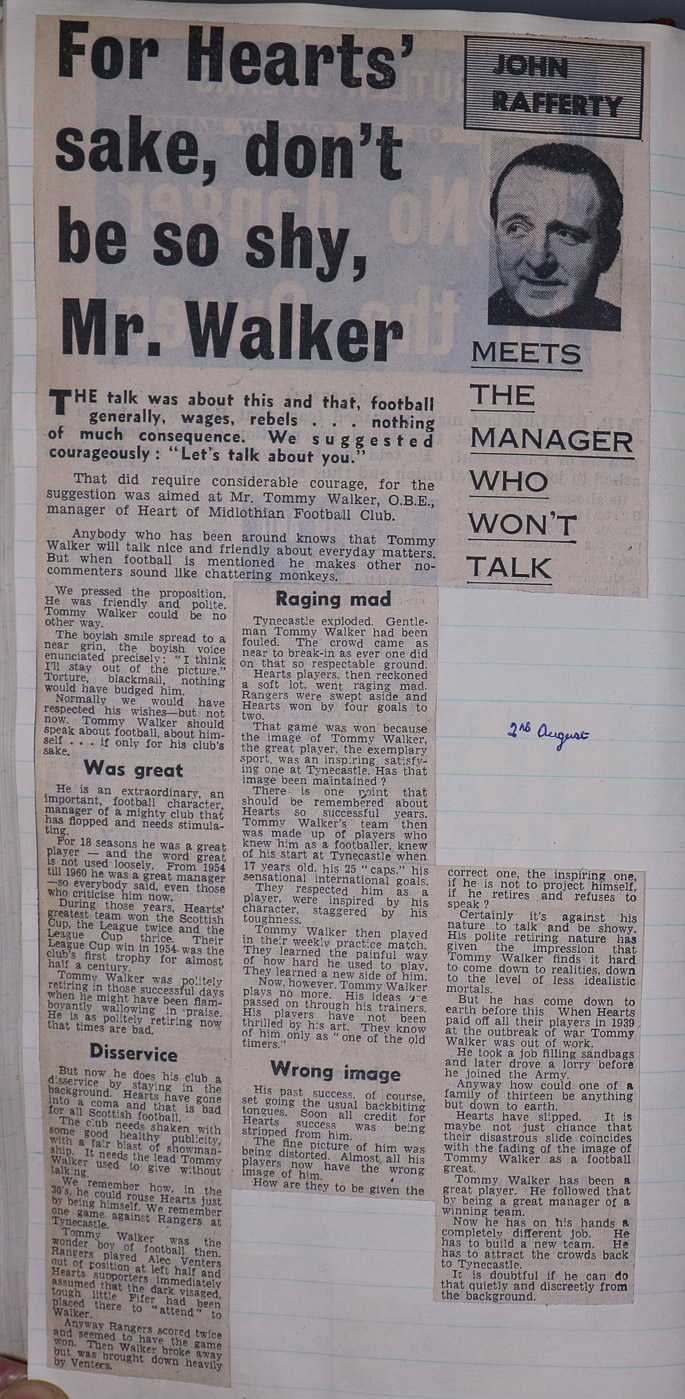 For Hearts'
sake, don't
be so shy,
Mr. Walker
JOHN
RAFFERTY
MEETS
THE
MANAGER
WHO
WON'T
TALK
THE talk was about this and that, football
generally, wages, rebels . . . nothing
of much consequence. We suggested
courageously : "Let's talk about you."
That did require considerable courage, for the
suggestion was aimed at Mr. Tommy Walker, O.B.E.,
manager of Heart of Midlothian Football Club.
Anybody who has been around knows that Tommy
Walker will talk nice and friendly about everyday matters.
But when football is mentioned he makes other no-
commenters sound like chattering monkeys.
We pressed the proposition.
He was friendly and polite.
Tommy Walker could be no
other way.
The boyish smile spread to a
near grin, the boyish voice
enunciated precisely: "I think
I'll stay out of the picture."
Torture, blackmail, nothing
would have budged him.
Normally we would have
respected his wishes—but not
now. Tommy Walker should
speak about football, about him-
self . . . if only for his club's
sake.
Was great
He is an extraordinary, an
important, football character,
manager of a mighty club that
has flopped and needs stimula-
ting.
For 18 seasons he was a great
player — and the word great
is not used loosely. From 1954
till 1960 he was a great manager
—so everybody said, even those
who criticise him now.
During those years, Hearts'
greatest team won the Scottish
Cup, the League twice and the
League Cup thrice. Their
League Cup win in 1954 was the
club's first trophy for almost
half a century.
Tommy Walker was politely
retiring in those successful days
when he might have been flam-
boyantly wallowing in praise.
He is as politely retiring now
that times are bad.
Disservice
But now he does his club a
disservice by staying in the
background. Hearts have gone
into a coma and that is bad
for all Scottish football.
The club needs shaken with
some good healthy publicity,
with a fair blast of showman-
ship. It needs the lead Tommy
Walker used to give without
talking.
We remember how, in the
30's, he could rouse Hearts just
by being himself. We remember
one game against Rangers at
Tynecastle.
Tommy Walker was the
wonder boy of football then.
Rangers played Alec Venters
out of position at left half and
Hearts supporters immediately
assumed that the dark visaged,
tough little Fifer had been
placed there to "attend" to
Walker.
Anyway Rangers scored twice
and seemed to have the game
won. Then Walker broke away
but was brought down heavily
by Venters.
Raging mad
Tynecastle exploded. Gentle-
man Tommy Walker had been
fouled. The crowd came as
near to break-in as ever one did
on that so respectable ground.
Hearts players, then reckoned
a soft lot, went raging mad.
Rangers were swept aside and
Hearts won by four goals to
two.
That game was won because
the image of Tommy Walker,
the great player, the exemplary
sport, was an inspiring, satisfy-
ing one at Tynecastle. Has that
image been maintained ?
There is one point that
should be remembered about
Hearts so successful years.
Tommy Walker's team then
was made up of players who
knew him as a footballer, knew
of his start at Tynecastle when
17 years old, his 25 "caps," his
sensational international goals.
They respected him as a
player, were inspired by his
character, staggered by his
toughness.
Tommy Walker then played
in their weekly practice match.
They learned the painful way
of how hard he used to play.
They learned a new side of him.
Now, however, Tommy Walker
plays no more. His ideas are
passed on through his trainers.
His players have not been
thrilled by his art. They know
of him only as "one of the old
timers."
Wrong image
His past success, of course,
set going the usual backbiting
tongues. Soon all credit for
Hearts success was being
stripped from him.
The fine picture of him was
being distorted. Almost all his
players now have the wrong
image of him.
How are they to be given the
2nd August
correct one, the inspiring one,
if he is not to project himself,
if he retires and refuses to
speak ?
Certainly it's against his
nature to talk and be showy.
His polite retiring nature has
given the impression that
Tommy Walker finds it hard
to come down to realities, down
to the level of less idealistic
mortals.
But he has come down to
earth before this When Hearts
paid off all their players in 1939
at the outbreak of war Tommy
Walker was out of work.
He took a job filling sandbags
and later drove a lorry before
he joined the Army.
Anyway how could one of a
family of thirteen be anything
but down to earth.
Hearts have slipped. It is
maybe not just chance that
their disastrous slide coincides
with the fading of the image of
Tommy Walker as a football
great.
Tommy Walker has been a
great player. He followed that
by being a great manager of a
winning team.
Now he has on his hands a
completely different job. He
has to build a new team. He
has to attract the crowds back
to Tynecastle.
It is doubtful if he can do
that quietly and discreetly from
the background.